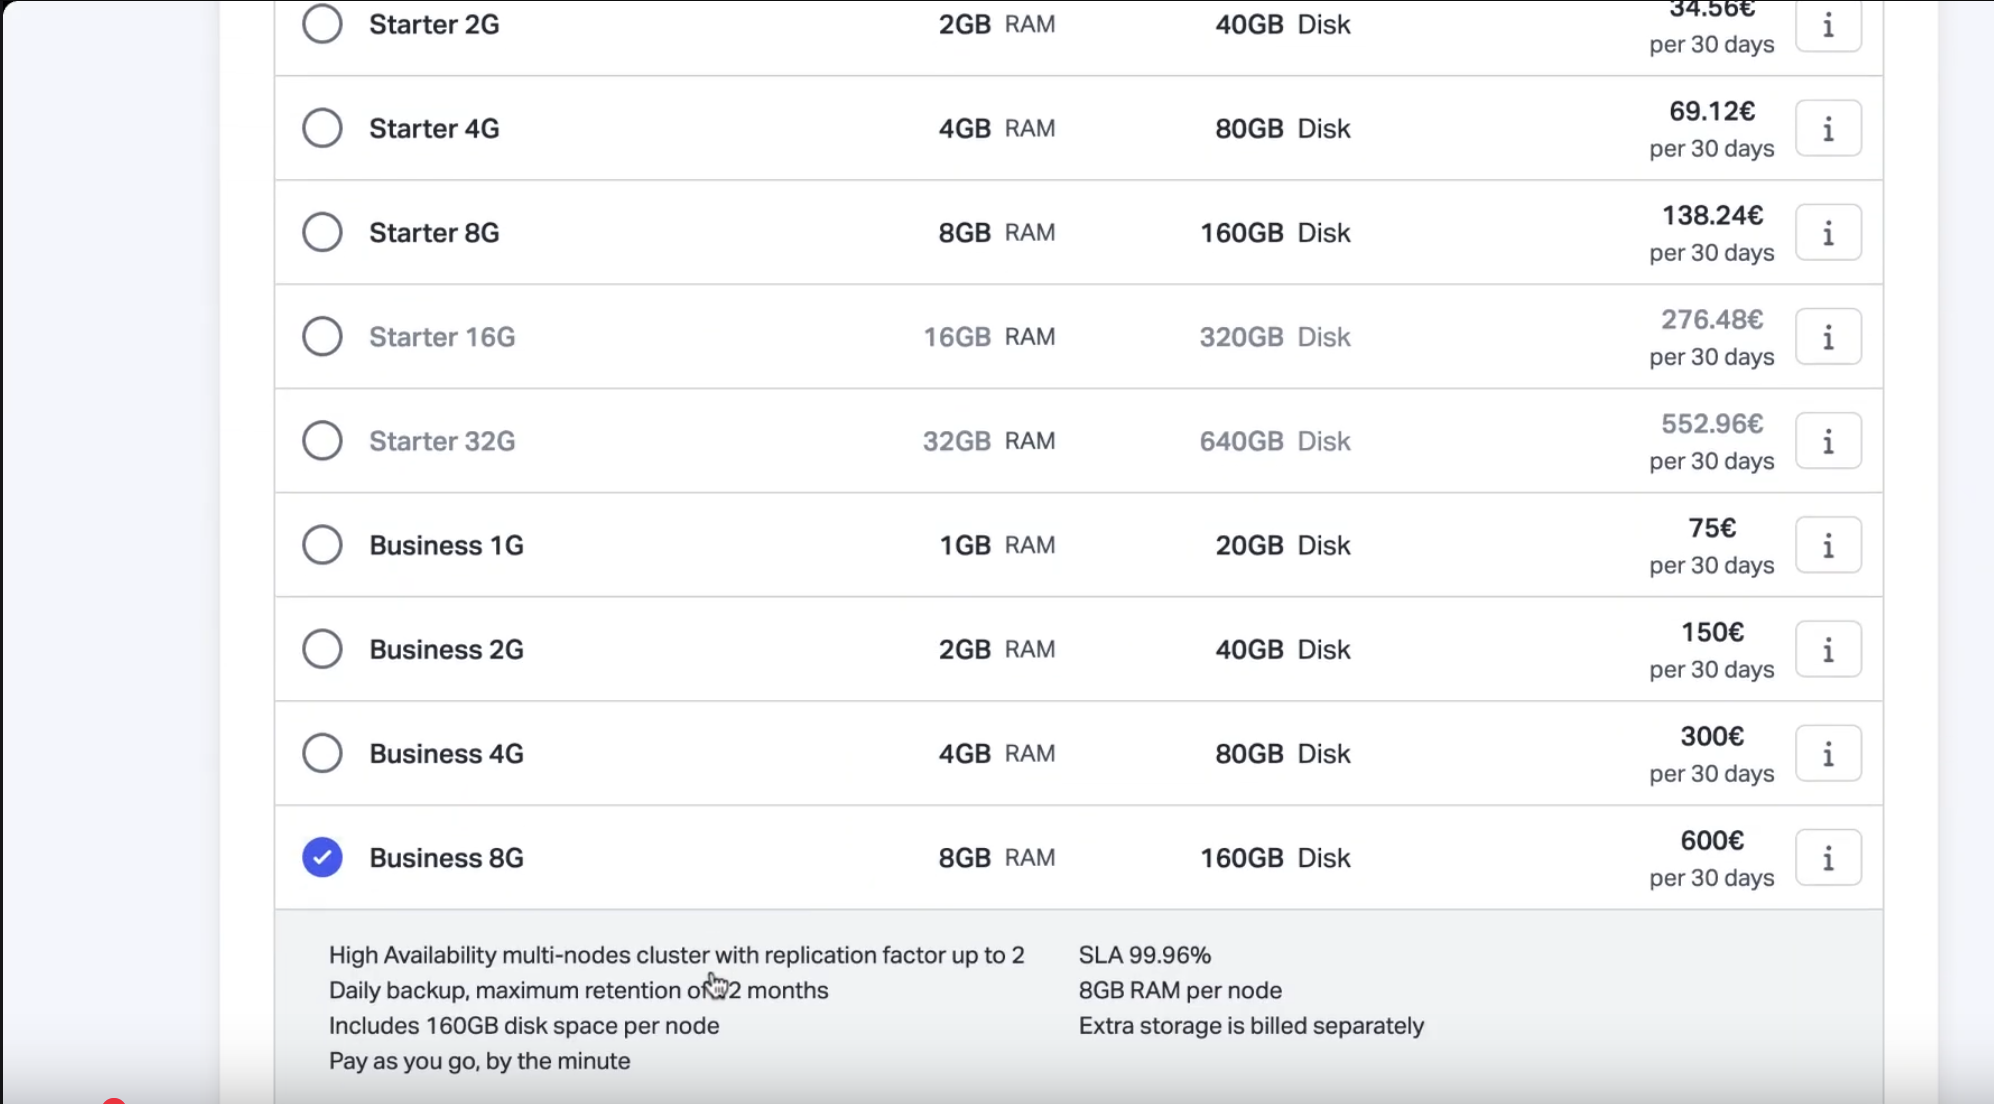 Starter 2G 2GB RAM 40GB Disk 34.56€ per 30 days i
Starter 4G 4GB RAM 80GB Disk 69.12€ per 30 days i
Starter 8G 8GB RAM 160GB Disk 138.24€ per 30 days i
Starter 16G 16GB RAM 320GB Disk 276.48€ per 30 days i
Starter 32G 32GB RAM 640GB Disk 552.96€ per 30 days i
Business 1G 1GB RAM 20GB Disk 75€ per 30 days i
Business 2G 2GB RAM 40GB Disk 150€ per 30 days i
Business 4G 4GB RAM 80GB Disk 300€ per 30 days i
Business 8G 8GB RAM 160GB Disk 600€ per 30 days i
High Availability multi-nodes cluster with replication factor up to 2
Daily backup, maximum retention of 2 months
Includes 160GB disk space per node
Pay as you go, by the minute
SLA 99.96%
8GB RAM per node
Extra storage is billed separately